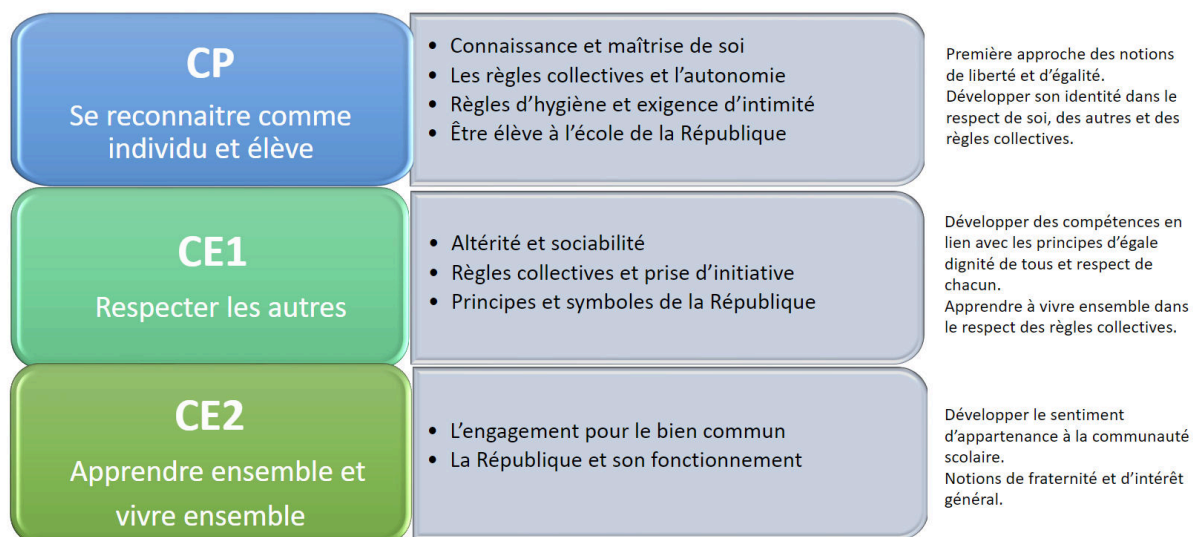 CP
Se reconnaitre comme
individu et élève
• Connaissance et maîtrise de soi
• Les règles collectives et l'autonomie
• Règles d'hygiène et exigence d'intimité
• Être élève à l'école de la République
Première approche des notions
de liberté et d'égalité.
Développer son identité dans le
respect de soi, des autres et des
règles collectives.
CE1
Respecter les autres
• Altérité et sociabilité
• Règles collectives et prise d'initiative
• Principes et symboles de la République
Développer des compétences en
lien avec les principes d'égale
dignité de tous et respect de
chacun.
Apprendre à vivre ensemble dans
le respect des règles collectives.
CE2
Apprendre ensemble et
vivre ensemble
• L'engagement pour le bien commun
• La République et son fonctionnement
Développer le sentiment
d'appartenance à la communauté
scolaire.
Notions de fraternité et d'intérêt
général.